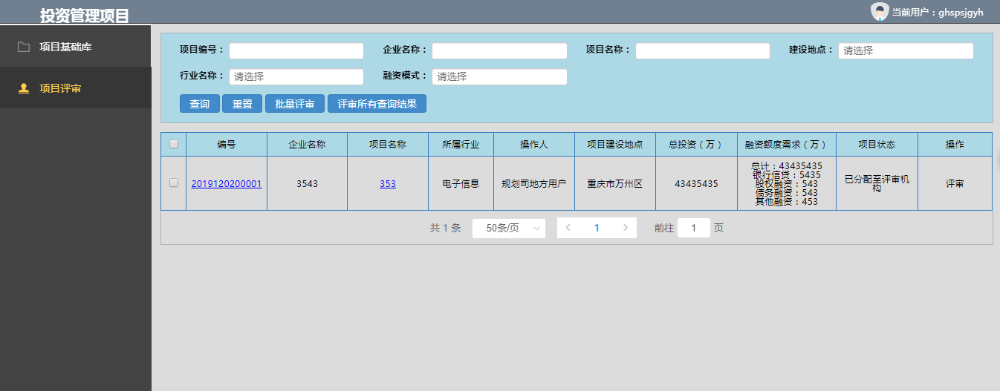 投资管理项目
当前用户：ghspsjgyh
项目基础库
项目评审
项目编号： 企业名称： 项目名称： 建设地点： 请选择
行业名称： 请选择 融资模式： 请选择
查询 重置 批量评审 评审所有查询结果
编号 企业名称 项目名称 所属行业 操作人 项目建设地点 总投资（万） 融资额度需求（万） 项目状态 操作
2019120200001 3543 353 电子信息 规划司地方用户 重庆市万州区 43435435
总计：43435435
银行信贷：5435
股权融资：543
债务融资：543
其他融资：453
已分配至评审机
构
评审
共 1 条 50条/页 1 前往 1 页